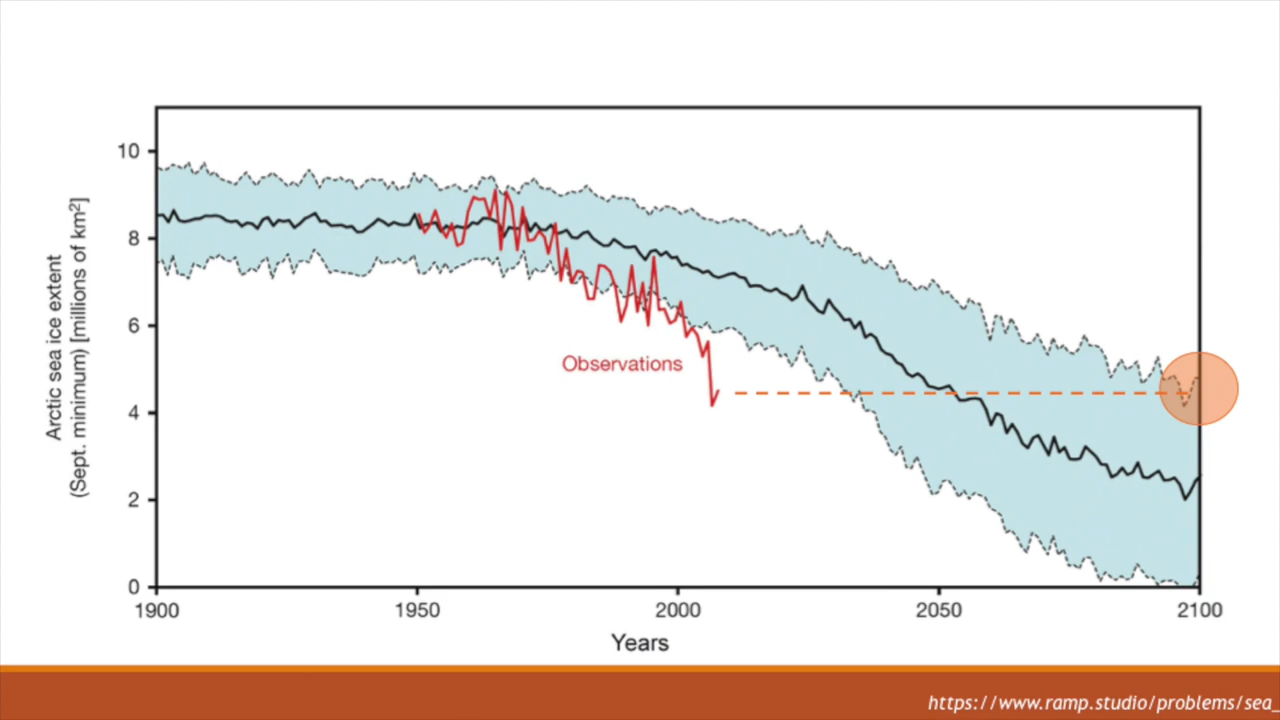 Arctic sea ice extent
(Sept. minimum) [millions of km²]
10
8
6
4
2
0
Observations
1900
1950
2000
2050
2100
Years
https://www.ramp.studio/problems/sea_